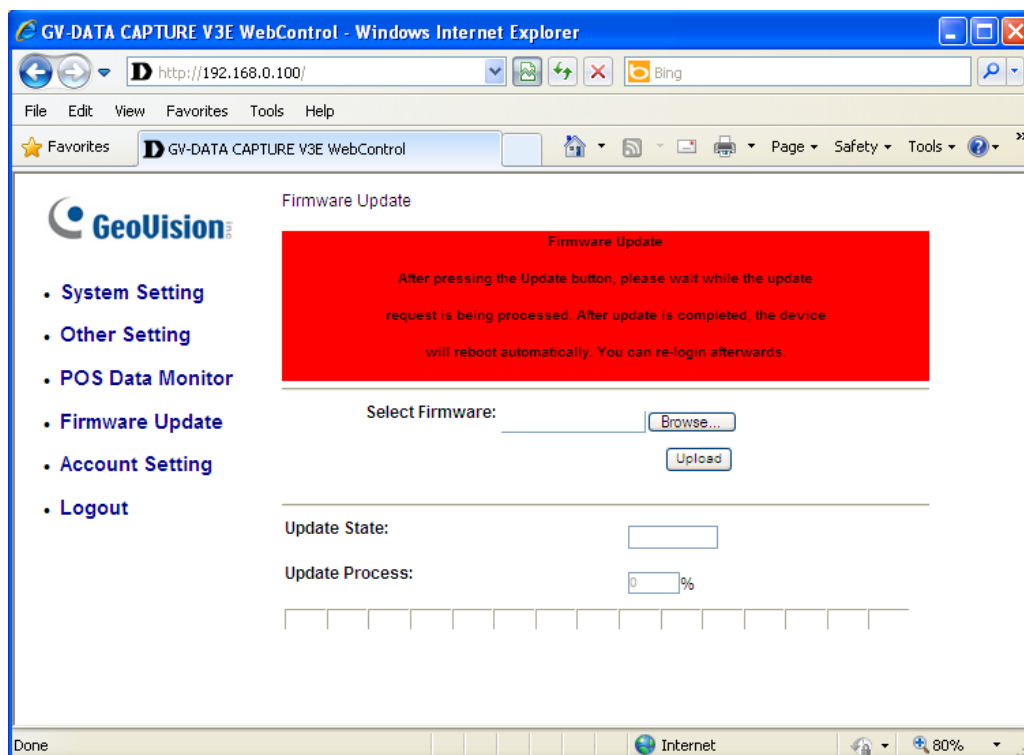 GV-DATA CAPTURE V3E WebControl - Windows Internet Explorer
http://192.168.0.100/
Bing
File Edit View Favorites Tools Help
Favorites
GV-DATA CAPTURE V3E WebControl
Page Safety Tools
GeoVision Inc
Firmware Update
Firmware Update
After pressing the Update button, please wait while the update
request is being processed. After update is completed, the device
will reboot automatically. You can re-login afterwards.
System Setting
Other Setting
POS Data Monitor
Firmware Update
Account Setting
Logout
Select Firmware:
Browse...
Upload
Update State:
Update Process:
0 %
Done
Internet
80%